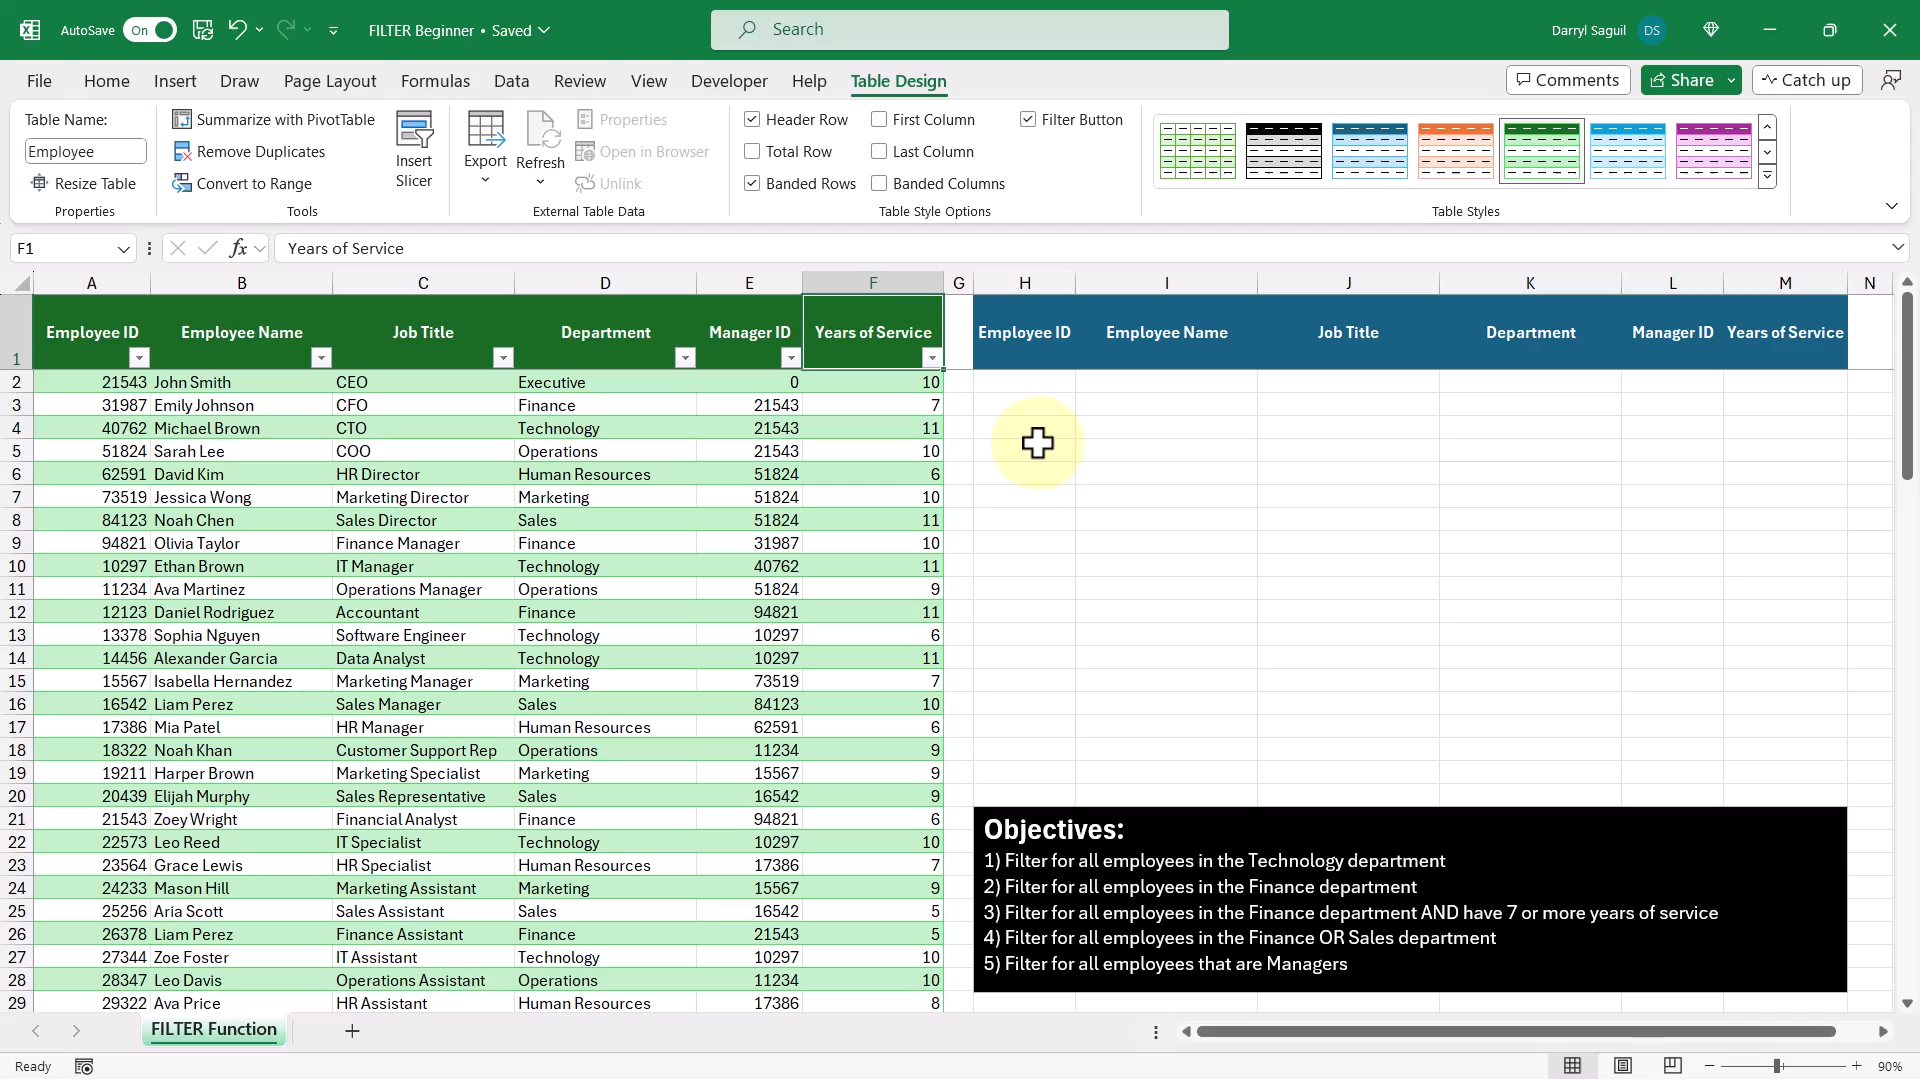 AutoSave On FILTER Beginner • Saved Search Darryl Saguil DS
File Home Insert Draw Page Layout Formulas Data Review View Developer Help Table Design Comments Share Catch up
Table Name:
Employee
Resize Table
Properties
Summarize with PivotTable
Remove Duplicates
Convert to Range
Tools
Insert
Slicer
Export
Refresh
Properties
Open in Browser
Unlink
External Table Data
Header Row First Column Filter Button
Total Row Last Column
Banded Rows Banded Columns
Table Style Options
Table Styles
F1 fx Years of Service
A B C D E F G H I J K L M N
1 Employee ID Employee Name Job Title Department Manager ID Years of Service Employee ID Employee Name Job Title Department Manager ID Years of Service
2 21543 John Smith CEO Executive 0 10
3 31987 Emily Johnson CFO Finance 21543 7
4 40762 Michael Brown CTO Technology 21543 11
5 51824 Sarah Lee COO Operations 21543 10
6 62591 David Kim HR Director Human Resources 51824 6
7 73519 Jessica Wong Marketing Director Marketing 51824 10
8 84123 Noah Chen Sales Director Sales 51824 11
9 94821 Olivia Taylor Finance Manager Finance 31987 10
10 10297 Ethan Brown IT Manager Technology 40762 11
11 11234 Ava Martinez Operations Manager Operations 51824 9
12 12123 Daniel Rodriguez Accountant Finance 94821 11
13 13378 Sophia Nguyen Software Engineer Technology 10297 6
14 14456 Alexander Garcia Data Analyst Technology 10297 11
15 15567 Isabella Hernandez Marketing Manager Marketing 73519 7
16 16542 Liam Perez Sales Manager Sales 84123 10
17 17386 Mia Patel HR Manager Human Resources 62591 6
18 18322 Noah Khan Customer Support Rep Operations 11234 9
19 19211 Harper Brown Marketing Specialist Marketing 15567 9
20 20439 Elijah Murphy Sales Representative Sales 16542 9
21 21543 Zoey Wright Financial Analyst Finance 94821 6
22 22573 Leo Reed IT Specialist Technology 10297 10
23 23564 Grace Lewis HR Specialist Human Resources 17386 7
24 24233 Mason Hill Marketing Assistant Marketing 15567 9
25 25256 Aria Scott Sales Assistant Sales 16542 5
26 26378 Liam Perez Finance Assistant Finance 21543 5
27 27344 Zoe Foster IT Assistant Technology 10297 10
28 28347 Leo Davis Operations Assistant Operations 11234 10
29 29322 Ava Price HR Assistant Human Resources 17386 8
Objectives:
1) Filter for all employees in the Technology department
2) Filter for all employees in the Finance department
3) Filter for all employees in the Finance department AND have 7 or more years of service
4) Filter for all employees in the Finance OR Sales department
5) Filter for all employees that are Managers
FILTER Function
Ready 90%